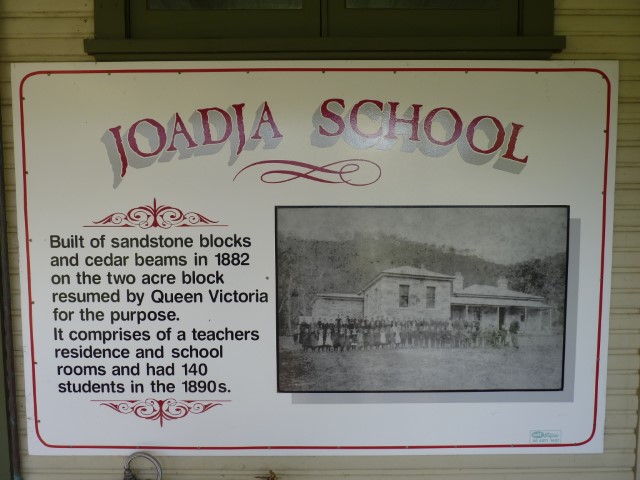 JOADJA SCHOOL
Built of sandstone blocks
and cedar beams in 1882
on the two acre block
resumed by Queen Victoria
for the purpose.
It comprises of a teachers
residence and school
rooms and had 140
students in the 1890s.